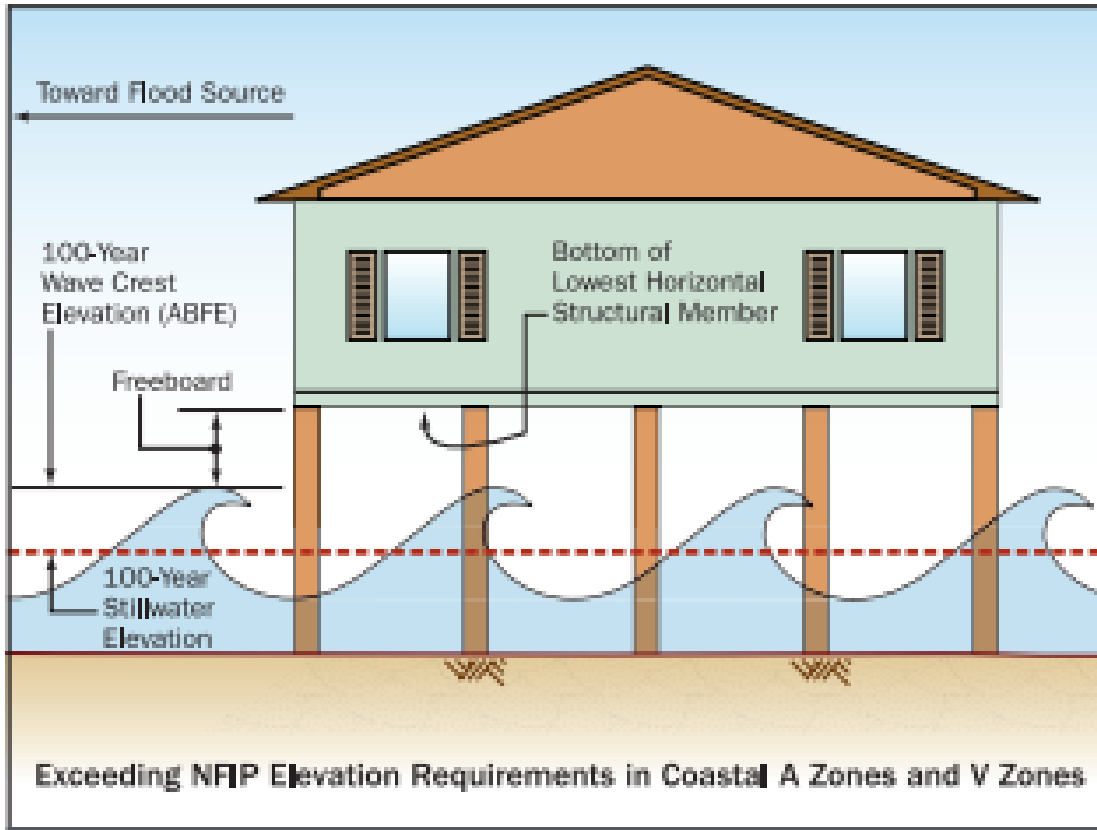 Toward Flood Source
100-Year
Wave Crest
Elevation (ABFE)
Bottom of
Lowest Horizontal
Structural Member
Freeboard
100-Year
Stillwater
Elevation
Exceeding NFIP Elevation Requirements in Coastal A Zones and V Zones